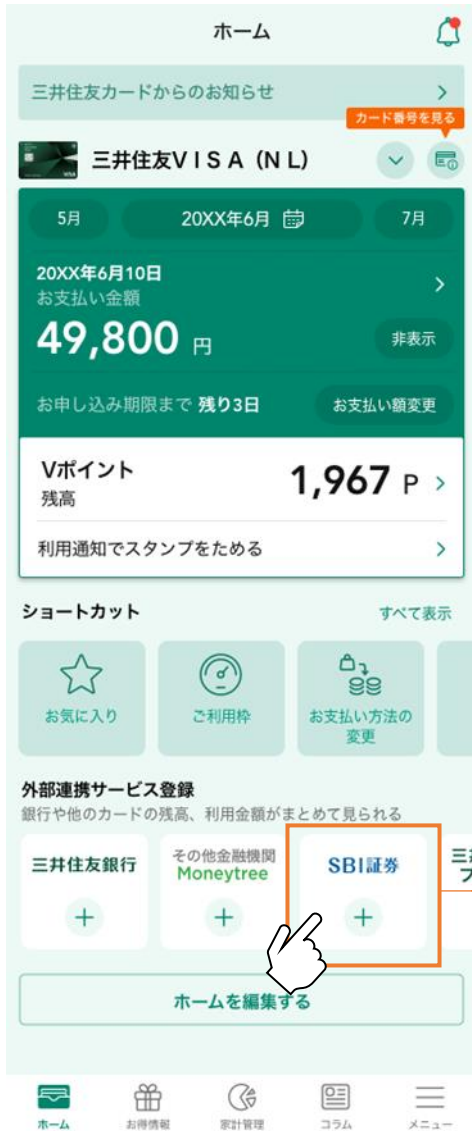 ホーム
三井住友カードからのお知らせ
カード番号を見る
VISA
三井住友VISA(NL)
5月 20XX年6月 7月
20XX年6月10日
お支払い金額
49,800 円 非表示
お申し込み期限まで 残り3日 お支払い額変更
Vポイント
残高
1,967 P
利用通知でスタンプをためる
ショートカット すべて表示
お気に入り
ご利用枠
お支払い方法の
変更
外部連携サービス登録
銀行や他のカードの残高、利用金額がまとめて見られる
三井住友銀行
その他金融機関
Moneytree
SBI証券
ホームを編集する
ホーム お得情報 家計管理 コラム メニュー